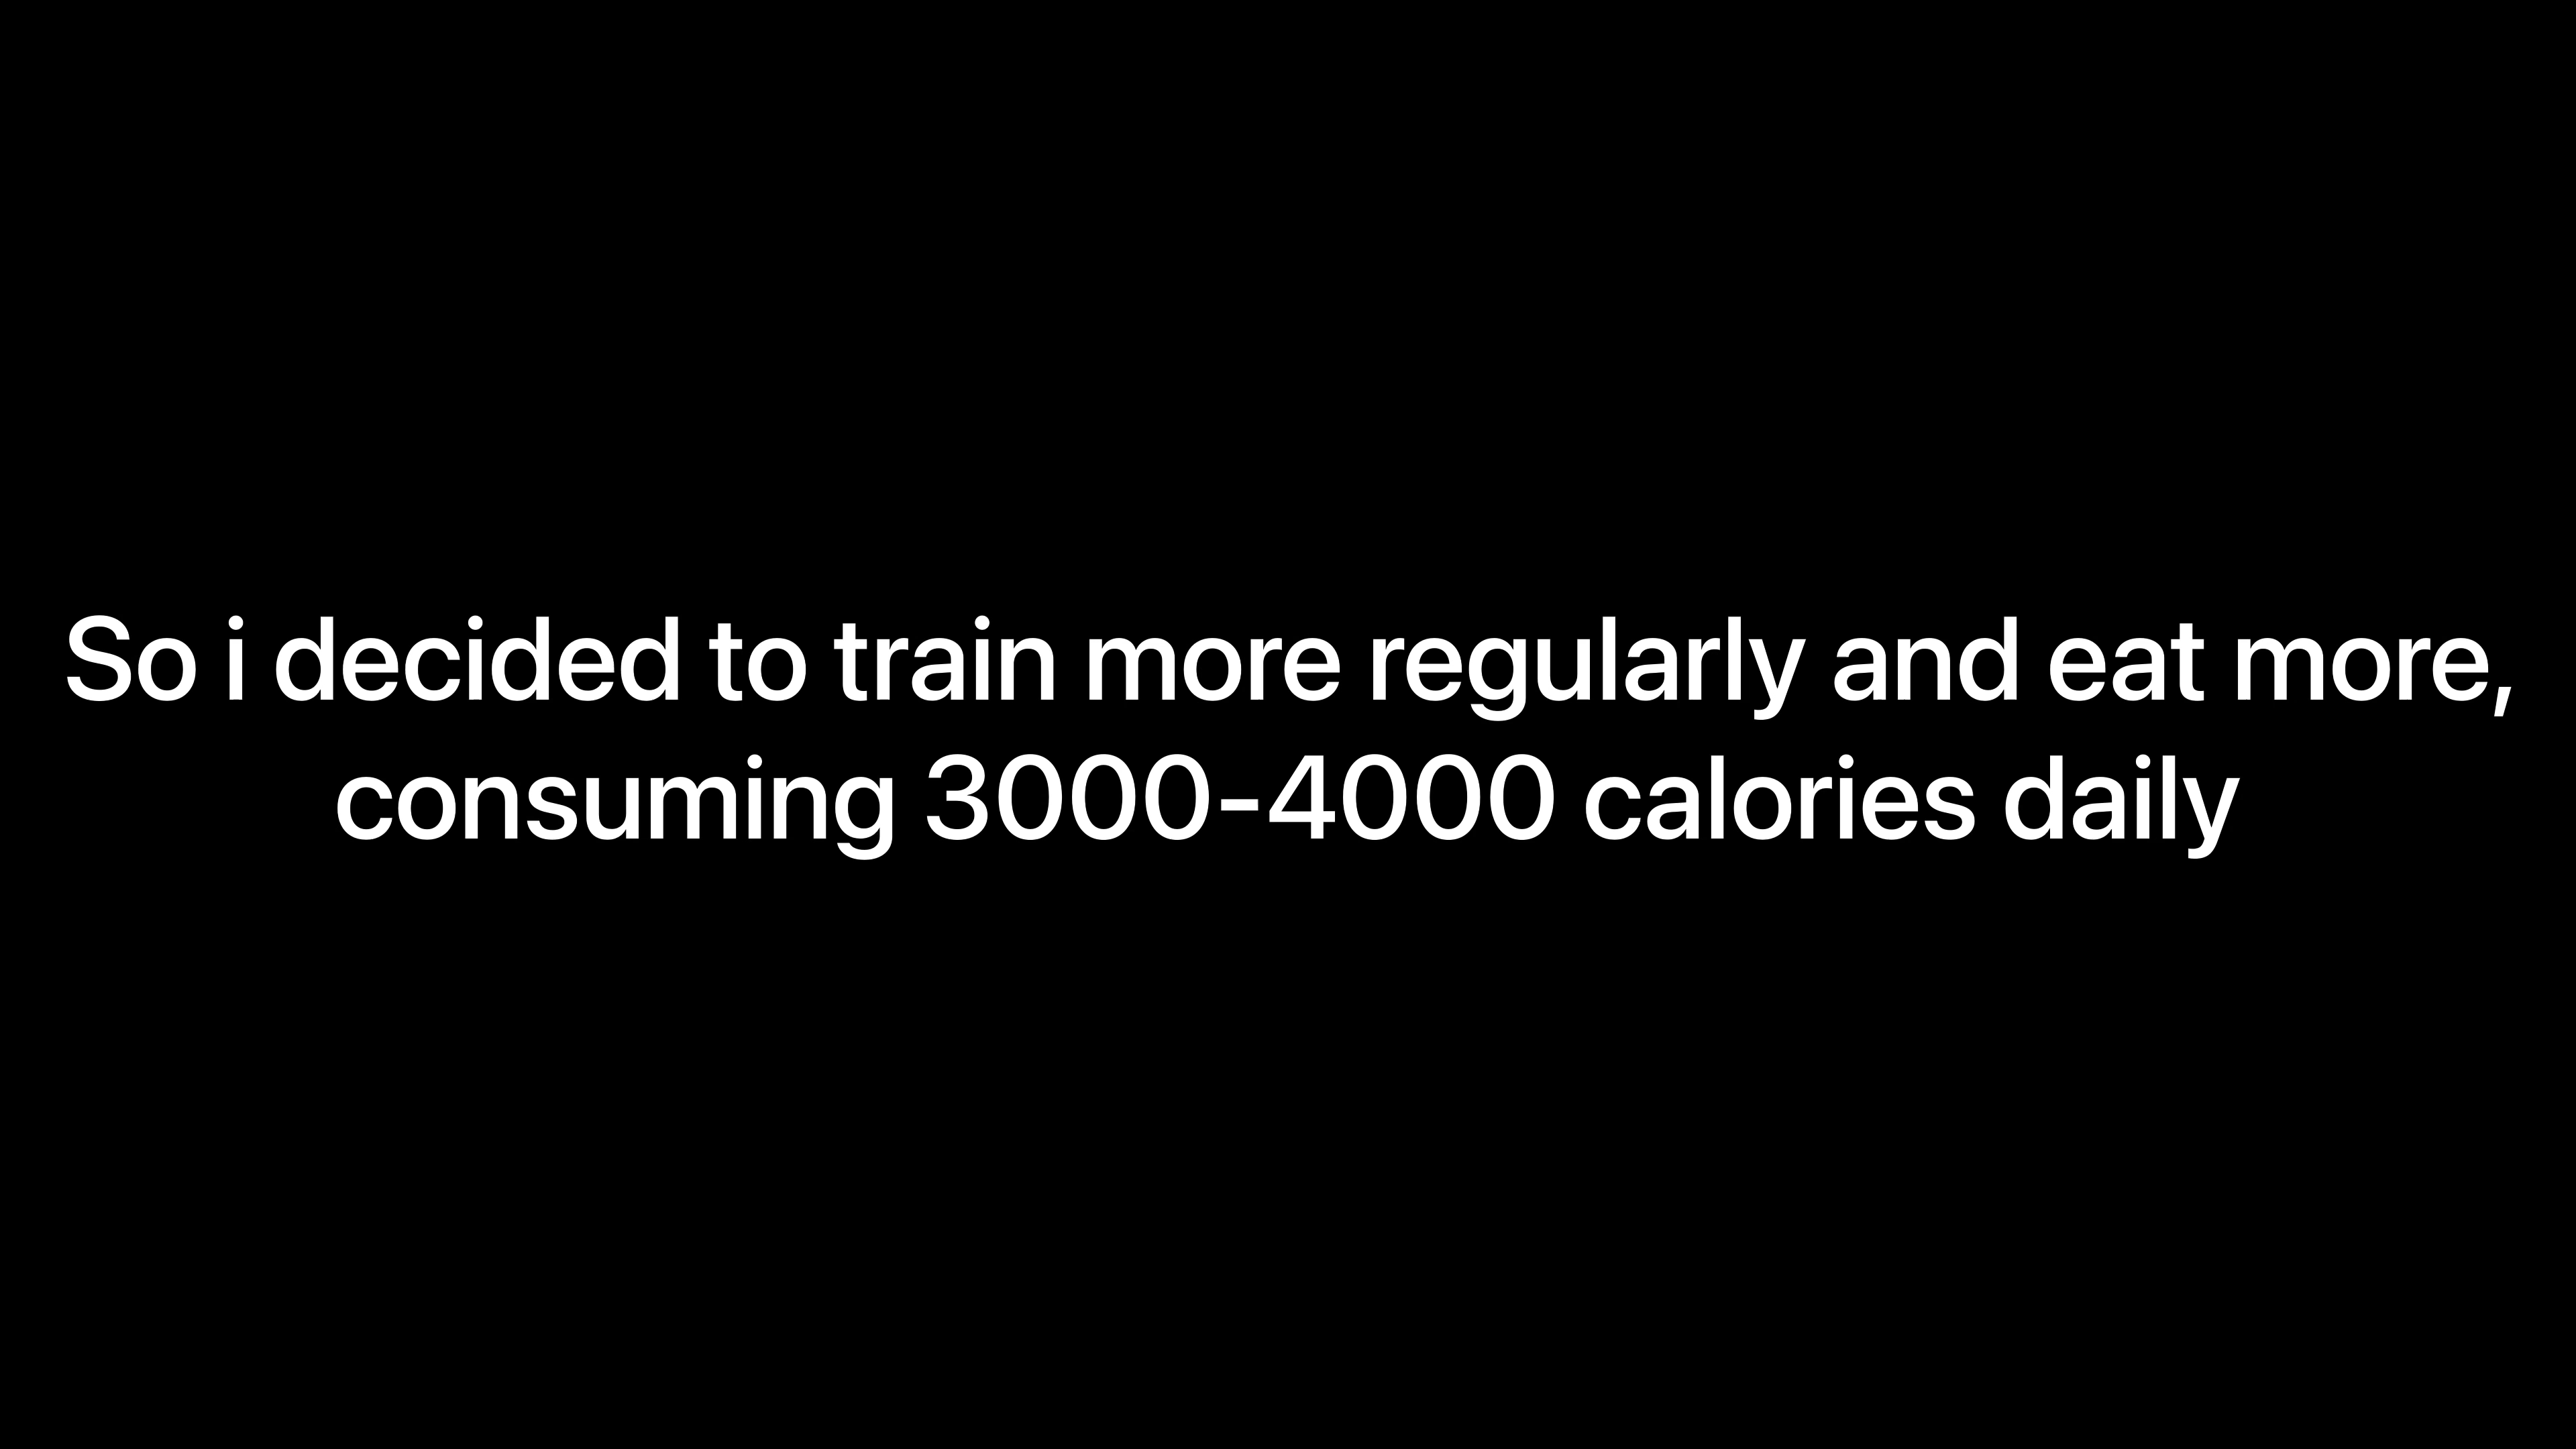 So i decided to train more regularly and eat more,
consuming 3000-4000 calories daily